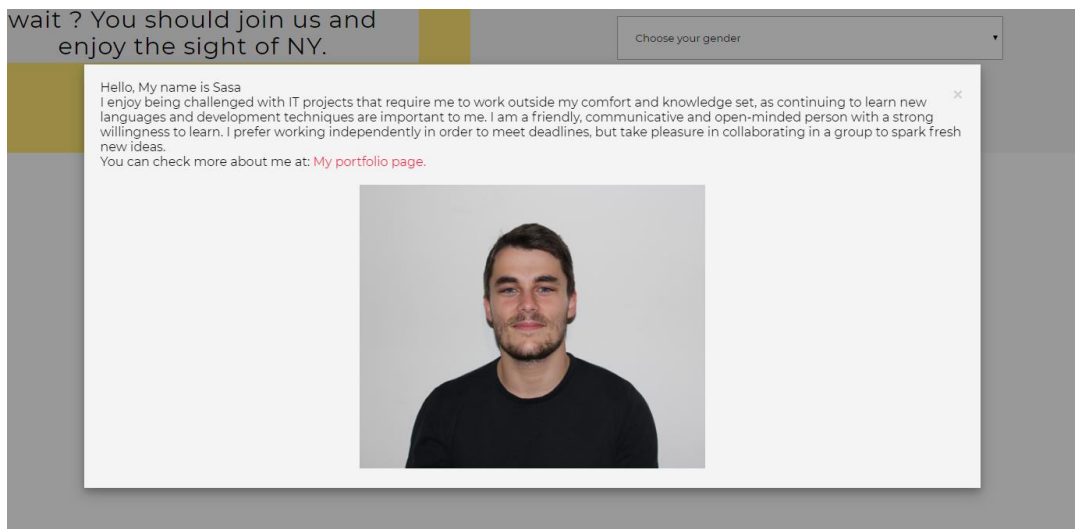 wait ? You should join us and
enjoy the sight of NY.
Choose your gender
Hello, My name is Sasa
I enjoy being challenged with IT projects that require me to work outside my comfort and knowledge set, as continuing to learn new
languages and development techniques are important to me. I am a friendly, communicative and open-minded person with a strong
willingness to learn. I prefer working independently in order to meet deadlines, but take pleasure in collaborating in a group to spark fresh
new ideas.
You can check more about me at: My portfolio page.